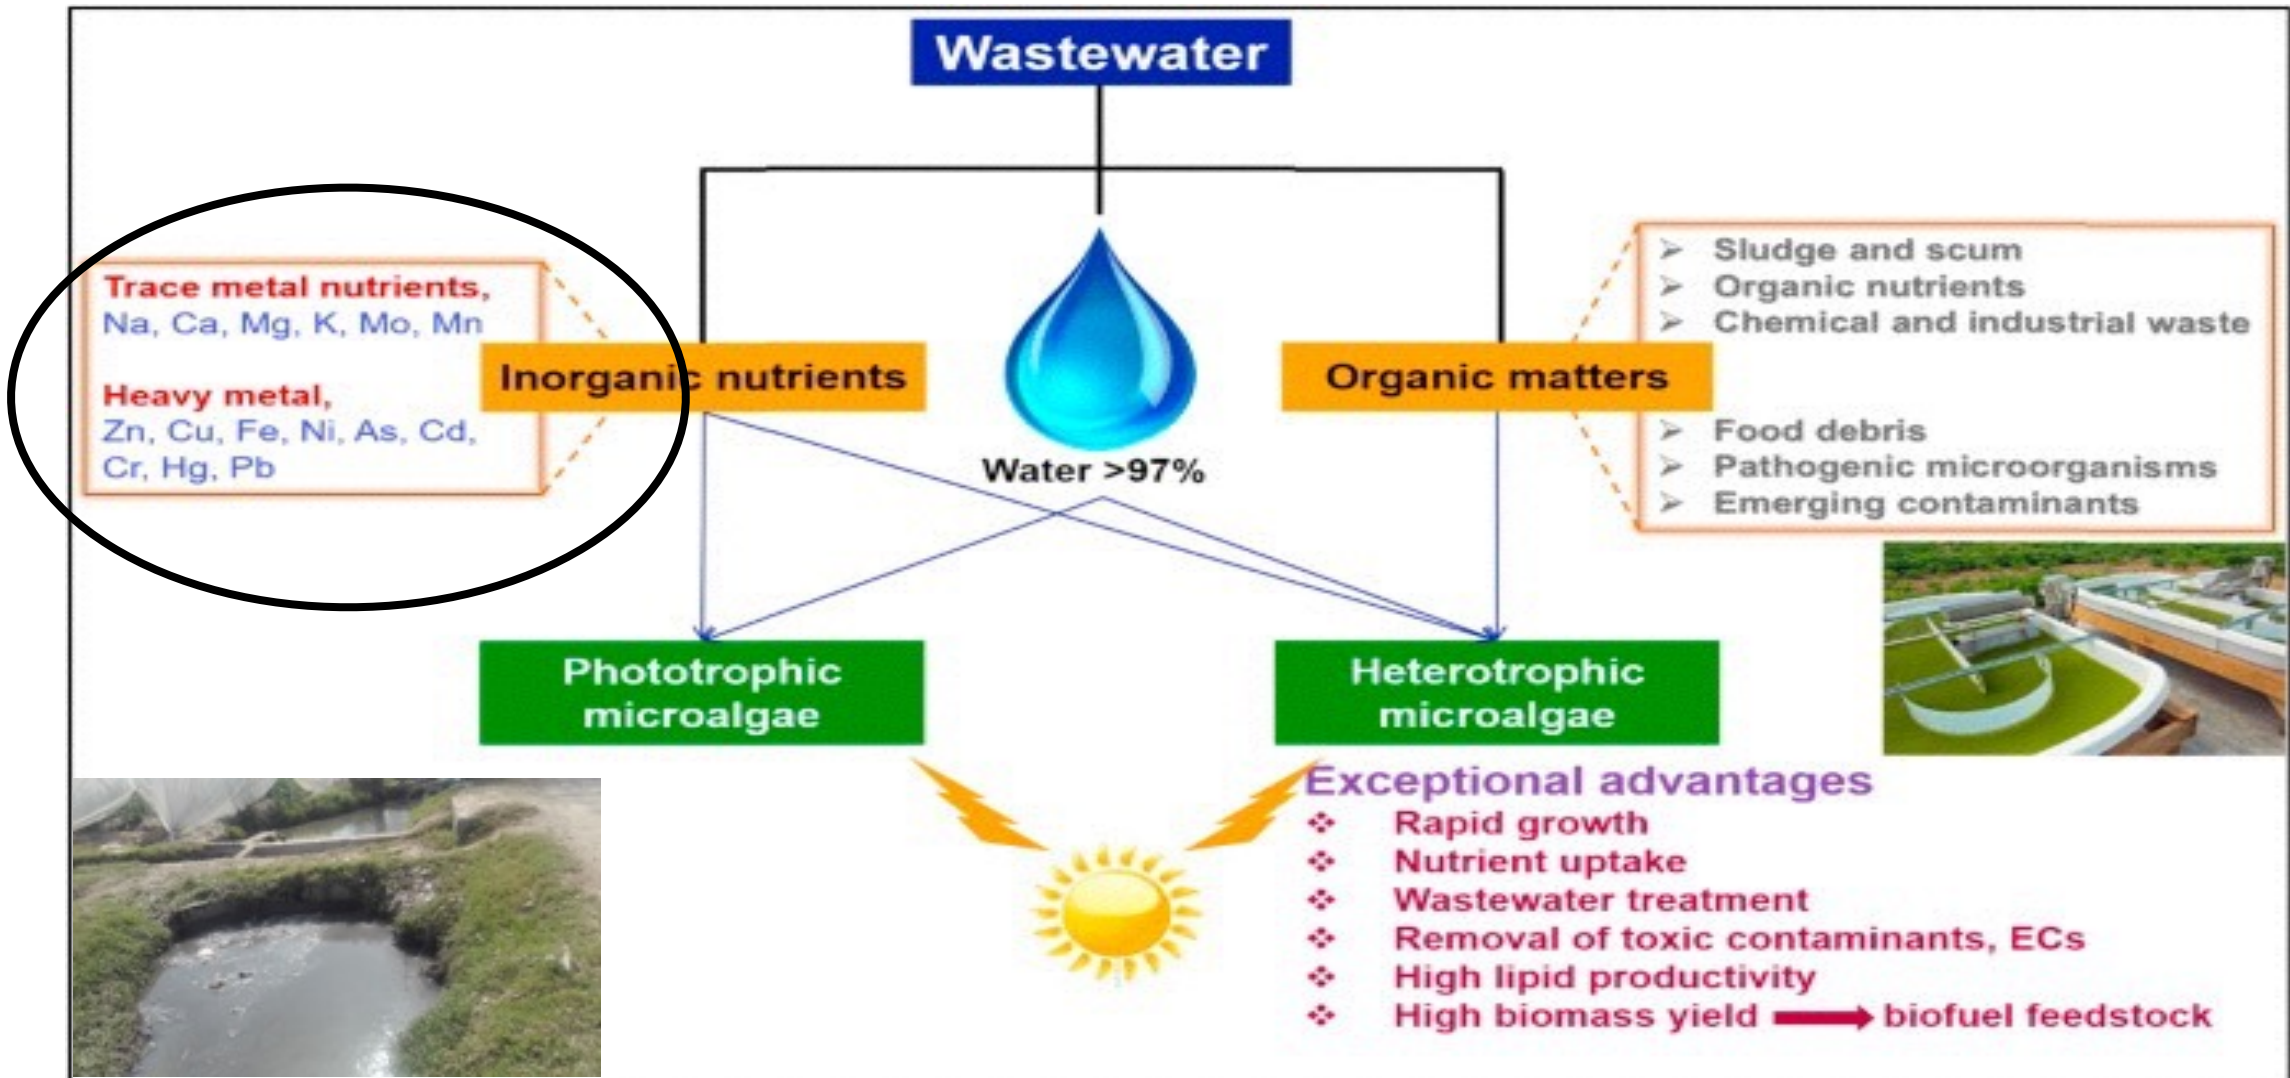 Wastewater
Trace metal nutrients,
Na, Ca, Mg, K, Mo, Mn
Heavy metal,
Zn, Cu, Fe, Ni, As, Cd,
Cr, Hg, Pb
Inorganic nutrients
Water >97%
Organic matters
➢ Sludge and scum
➢ Organic nutrients
➢ Chemical and industrial waste
➢ Food debris
➢ Pathogenic microorganisms
➢ Emerging contaminants
Phototrophic
microalgae
Heterotrophic
microalgae
Exceptional advantages
❖ Rapid growth
❖ Nutrient uptake
❖ Wastewater treatment
❖ Removal of toxic contaminants, ECs
❖ High lipid productivity
❖ High biomass yield ➡ biofuel feedstock